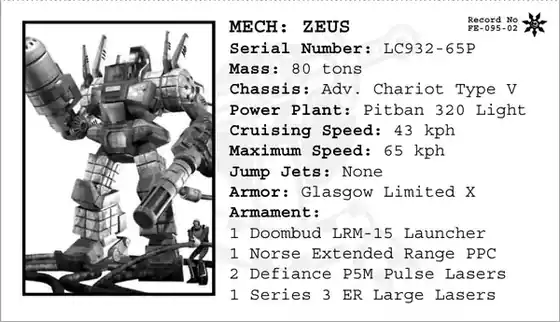 MECH: ZEUS
Record No
FE-095-02
Serial Number: LC932-65P
Mass: 80 tons
Chassis: Adv. Chariot Type V
Power Plant: Pitban 320 Light
Cruising Speed: 43 kph
Maximum Speed: 65 kph
Jump Jets: None
Armor: Glasgow Limited X
Armament:
1 Doombud LRM-15 Launcher
1 Norse Extended Range PPC
2 Defiance P5M Pulse Lasers
1 Series 3 ER Large Lasers